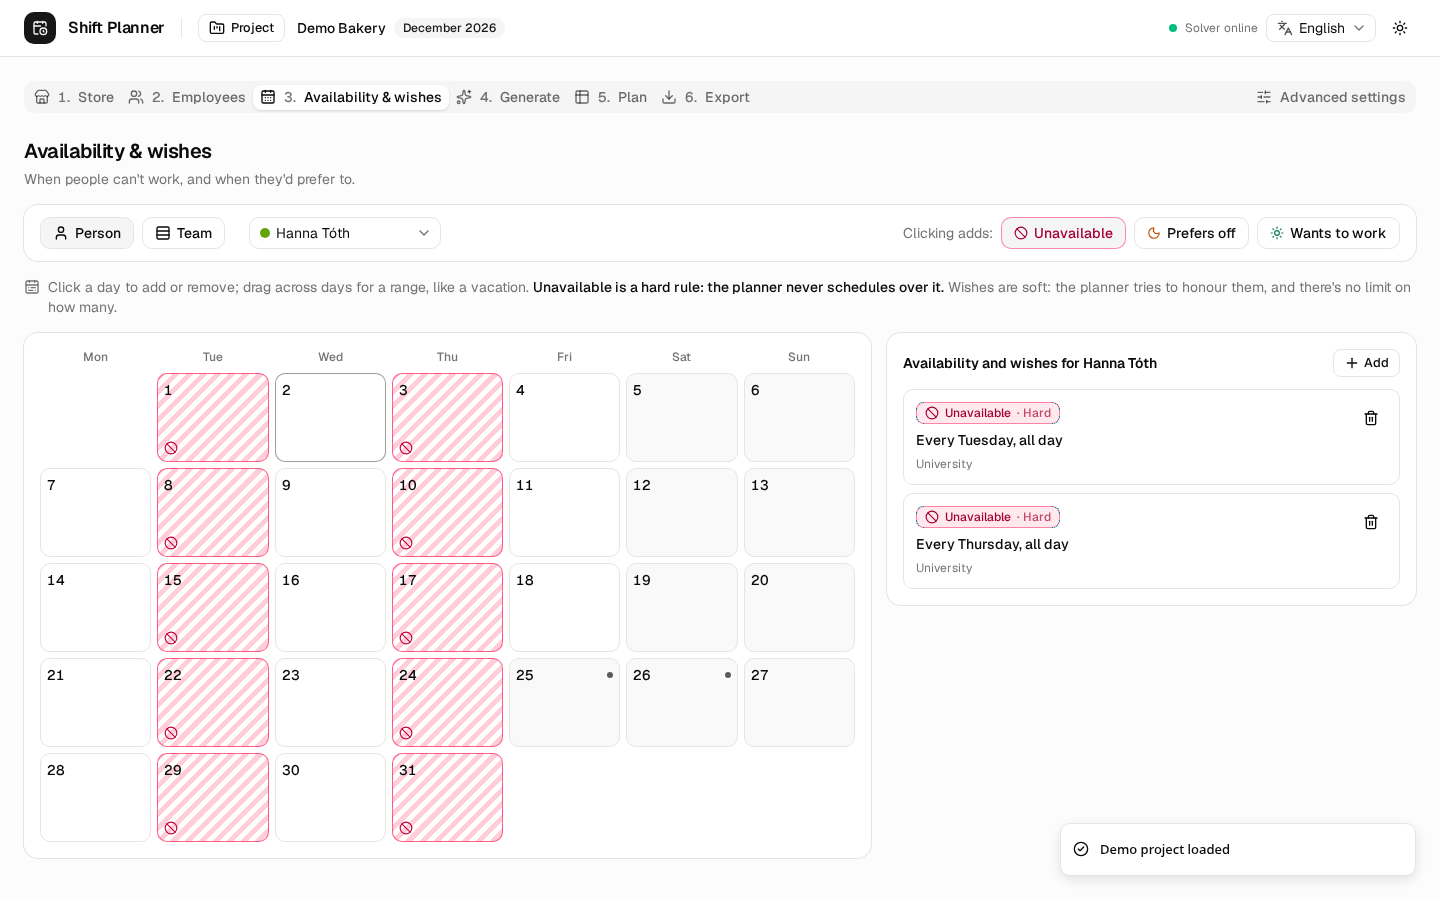 Shift Planner
Project
Demo Bakery
December 2026
Solver online
English
1. Store
2. Employees
3. Availability & wishes
4. Generate
5. Plan
6. Export
Advanced settings
Availability & wishes
When people can't work, and when they'd prefer to.
Person
Team
Hanna Tóth
Clicking adds:
Unavailable
Prefers off
Wants to work
Click a day to add or remove; drag across days for a range, like a vacation. Unavailable is a hard rule: the planner never schedules over it. Wishes are soft: the planner tries to honour them, and there's no limit on
how many.
Mon Tue Wed Thu Fri Sat Sun
1 2 3 4 5 6
7 8 9 10 11 12 13
14 15 16 17 18 19 20
21 22 23 24 25 26 27
28 29 30 31
Availability and wishes for Hanna Tóth
Add
Unavailable · Hard
Every Tuesday, all day
University
Unavailable · Hard
Every Thursday, all day
University
Demo project loaded